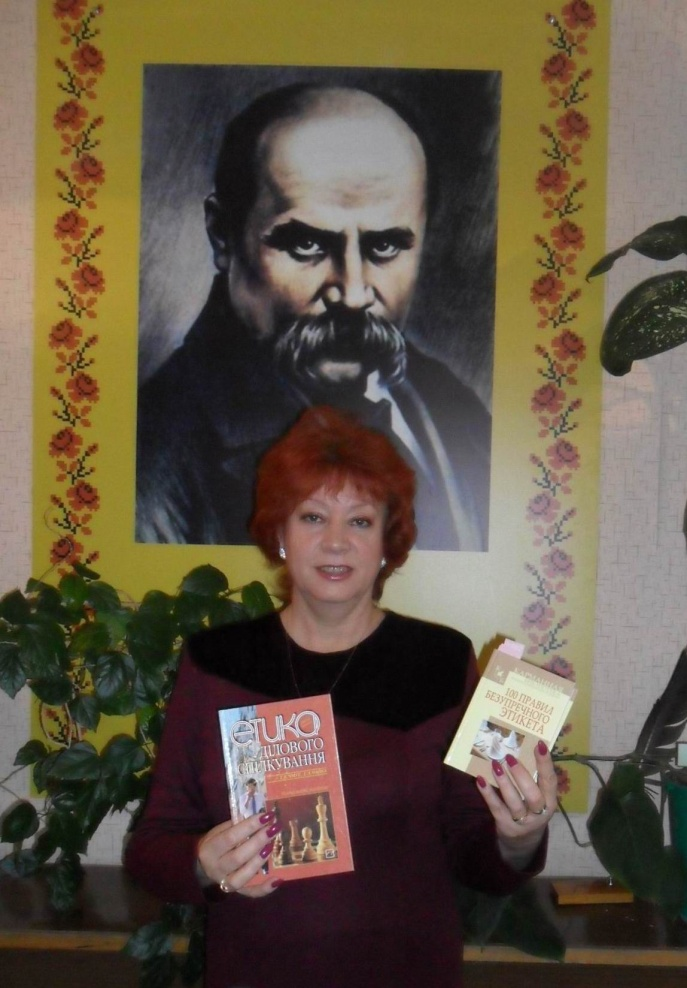 етика
ділового
спілкування
100 ПРАВИЛ
БЕЗУПРЕЧНОГО
ЭТИКЕТА